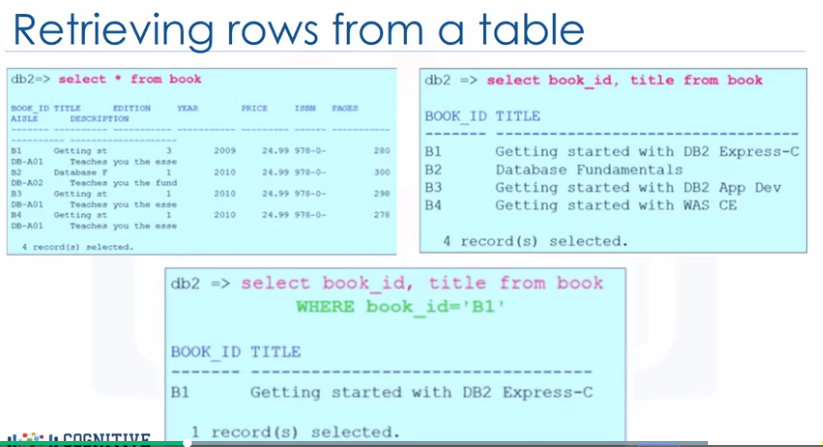 Retrieving rows from a table
db2=> select * from book
BOOK_ID TITLE EDITION YEAR PRICE ISBN PAGES
AISLE DESCRIPTION
------- -------- ----------- ----------- -------- ------ -----------
---------- --------------------
B1 Getting st 3 2009 24.99 978-0- 280
DB-A01 Teaches you the esse
B2 Database F 1 2010 24.99 978-0- 300
DB-A02 Teaches you the fund
B3 Getting st 1 2010 24.99 978-0- 298
DB-A01 Teaches you the esse
B4 Getting st 1 2010 24.99 978-0- 278
DB-A01 Teaches you the esse
4 record(s) selected.
db2 => select book_id, title from book
BOOK_ID TITLE
------- -----------------------------------
B1 Getting started with DB2 Express-C
B2 Database Fundamentals
B3 Getting started with DB2 App Dev
B4 Getting started with WAS CE
4 record(s) selected.
db2 => select book_id, title from book
WHERE book_id='B1'
BOOK_ID TITLE
------- -----------------------------------
B1 Getting started with DB2 Express-C
1 record(s) selected.
COGNITIVE